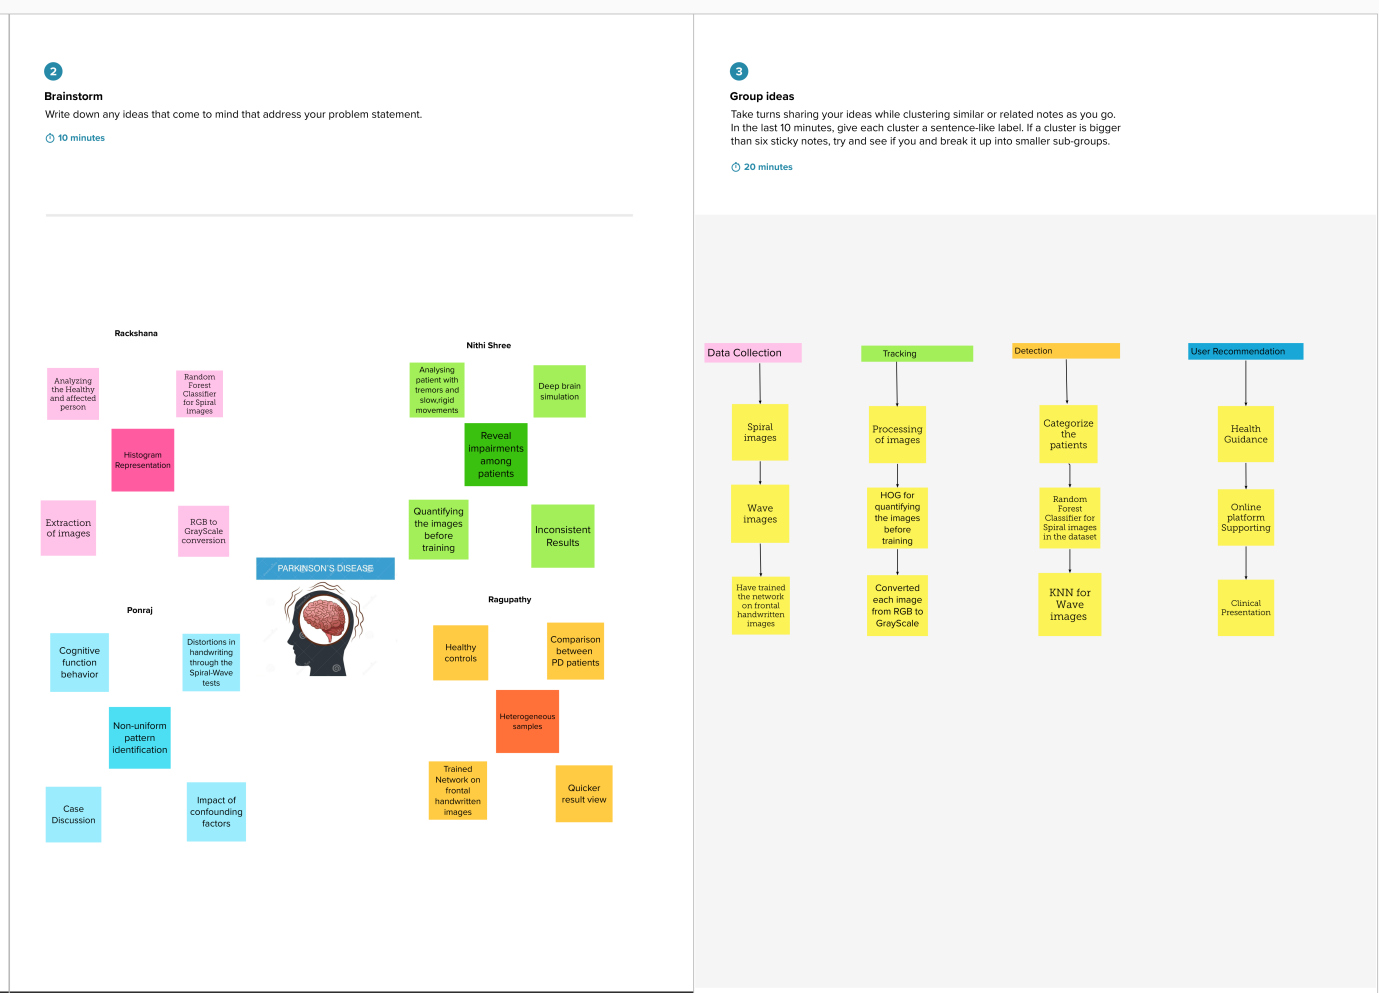 2
Brainstorm
Write down any ideas that come to mind that address your problem statement.
10 minutes
Rackshana
Analyzing
the Healthy
and affected
person
Random
Forest
Classifier
for Spiral
images
Histogram
Representation
Extraction
of images
RGB to
GrayScale
conversion
Nithi Shree
Analysing
patient with
tremors and
slow,rigid
movements
Deep brain
simulation
Reveal
impairments
among
patients
Quantifying
the images
before
training
Inconsistent
Results
PARKINSON'S DISEASE
Ponraj
Cognitive
function
behavior
Distortions in
handwriting
through the
Spiral-Wave
tests
Non-uniform
pattern
identification
Case
Discussion
Impact of
confounding
factors
Ragupathy
Healthy
controls
Comparison
between
PD patients
Heterogeneous
samples
Trained
Network on
frontal
handwritten
images
Quicker
result view
3
Group ideas
Take turns sharing your ideas while clustering similar or related notes as you go.
In the last 10 minutes, give each cluster a sentence-like label. If a cluster is bigger
than six sticky notes, try and see if you and break it up into smaller sub-groups.
20 minutes
Data Collection
Spiral
images
Wave
images
Have trained
the network
on frontal
handwritten
images
Tracking
Processing
of images
HOG for
quantifying
the images
before
training
Converted
each image
from RGB to
GrayScale
Detection
Categorize
the
patients
Random
Forest
Classifier for
Spiral images
in the dataset
KNN for
Wave
images
User Recommendation
Health
Guidance
Online
platform
Supporting
Clinical
Presentation